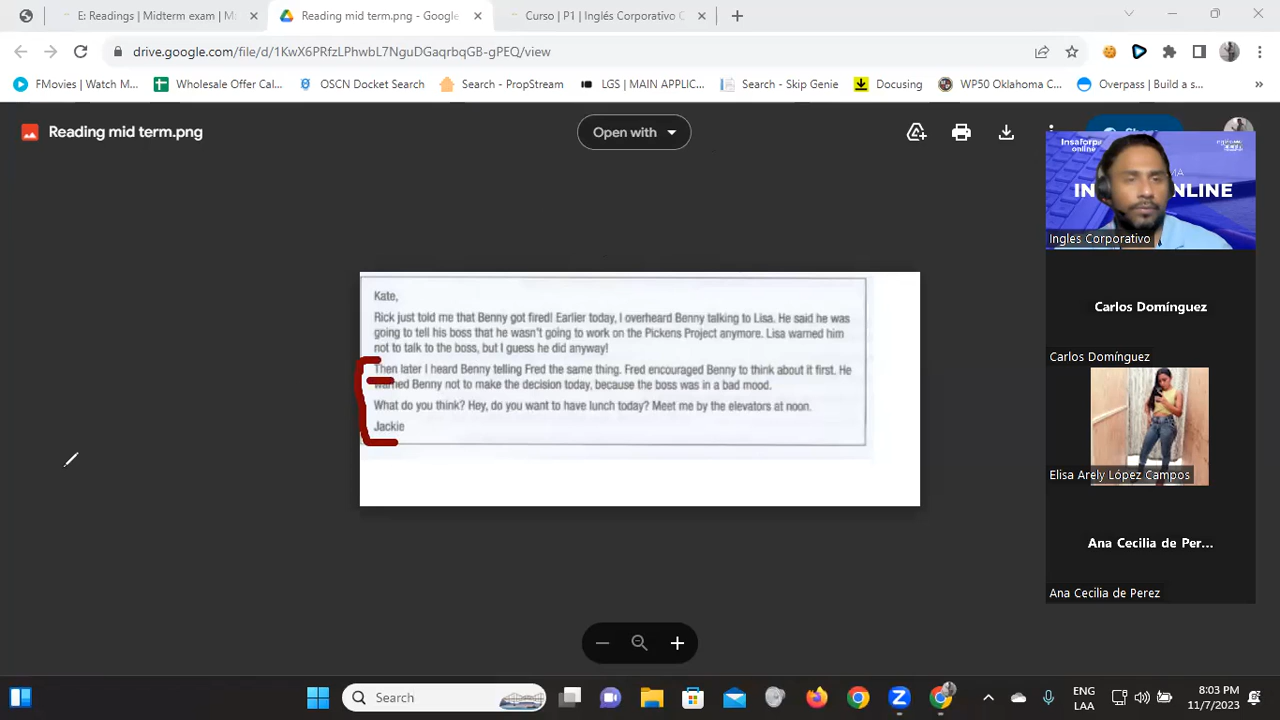 E: Readings | Midterm exam | Mo
Reading mid term.png - Google
Curso | P1 | Inglés Corporativo C
drive.google.com/file/d/1KwX6PRfzLPhwbL7NguDGaqrbqGB-gPEQ/view
FMovies | Watch M...
Wholesale Offer Cal...
OSCN Docket Search
Search - PropStream
LGS | MAIN APPLIC...
Search - Skip Genie
Docusing
WP50 Oklahoma C...
Overpass | Build a s...
»
Reading mid term.png
Open with
Insaforp
online
IN NLINE
Ingles Corporativo
Carlos Domínguez
Carlos Domínguez
Elisa Arely López Campos
Ana Cecilia de Per...
Ana Cecilia de Perez
Kate,
Rick just told me that Benny got fired! Earlier today, I overheard Benny talking to Lisa. He said he was
going to tell his boss that he wasn't going to work on the Pickens Project anymore. Lisa warned him
not to talk to the boss, but I guess he did anyway!
Then later I heard Benny telling Fred the same thing. Fred encouraged Benny to think about it first. He
warned Benny not to make the decision today, because the boss was in a bad mood.
What do you think? Hey, do you want to have lunch today? Meet me by the elevators at noon.
Jackie
Search
ENG
LAA
8:03 PM
11/7/2023